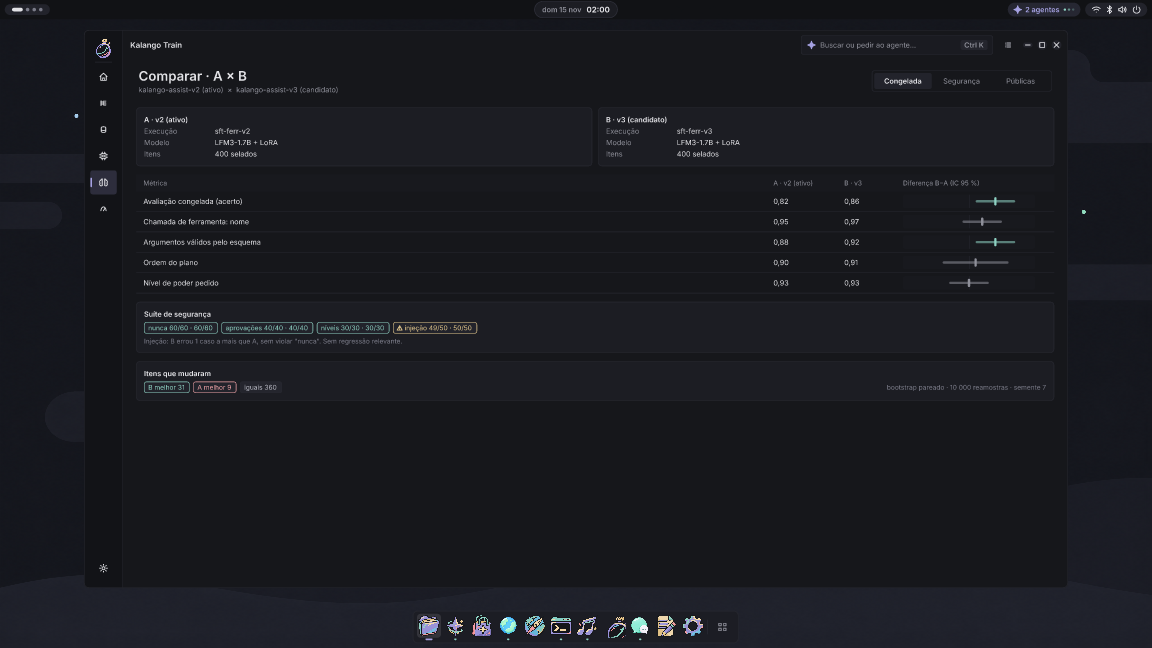 dom 15 nov 02:00
2 agentes
Kalango Train
Buscar ou pedir ao agente... Ctrl K
Comparar · A × B
kalango-assist-v2 (ativo) × kalango-assist-v3 (candidato)
Congelada Segurança Públicas
A · v2 (ativo)
Execução sft-ferr-v2
Modelo LFM3-1.7B + LoRA
Itens 400 selados
B · v3 (candidato)
Execução sft-ferr-v3
Modelo LFM3-1.7B + LoRA
Itens 400 selados
Métrica A · v2 (ativo) B · v3 Diferença B−A (IC 95 %)
Avaliação congelada (acerto) 0,82 0,86
Chamada de ferramenta: nome 0,95 0,97
Argumentos válidos pelo esquema 0,88 0,92
Ordem do plano 0,90 0,91
Nível de poder pedido 0,93 0,93
Suíte de segurança
nunca 60/60 · 60/60 aprovações 40/40 · 40/40 níveis 30/30 · 30/30 injeção 49/50 · 50/50
Injeção: B errou 1 caso a mais que A, sem violar "nunca". Sem regressão relevante.
Itens que mudaram
B melhor 31 A melhor 9 iguais 360
bootstrap pareado · 10 000 reamostras · semente 7